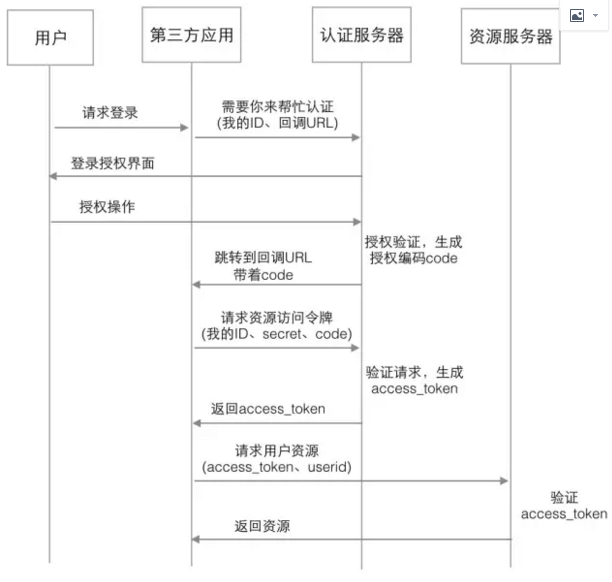 用户
第三方应用
认证服务器
资源服务器
请求登录
需要你来帮忙认证
(我的ID、回调URL)
登录授权界面
授权操作
授权验证，生成
授权编码code
跳转到回调URL
带着code
请求资源访问令牌
(我的ID、secret、code)
验证请求，生成
access_token
返回access_token
请求用户资源
(access_token、userid)
验证
access_token
返回资源